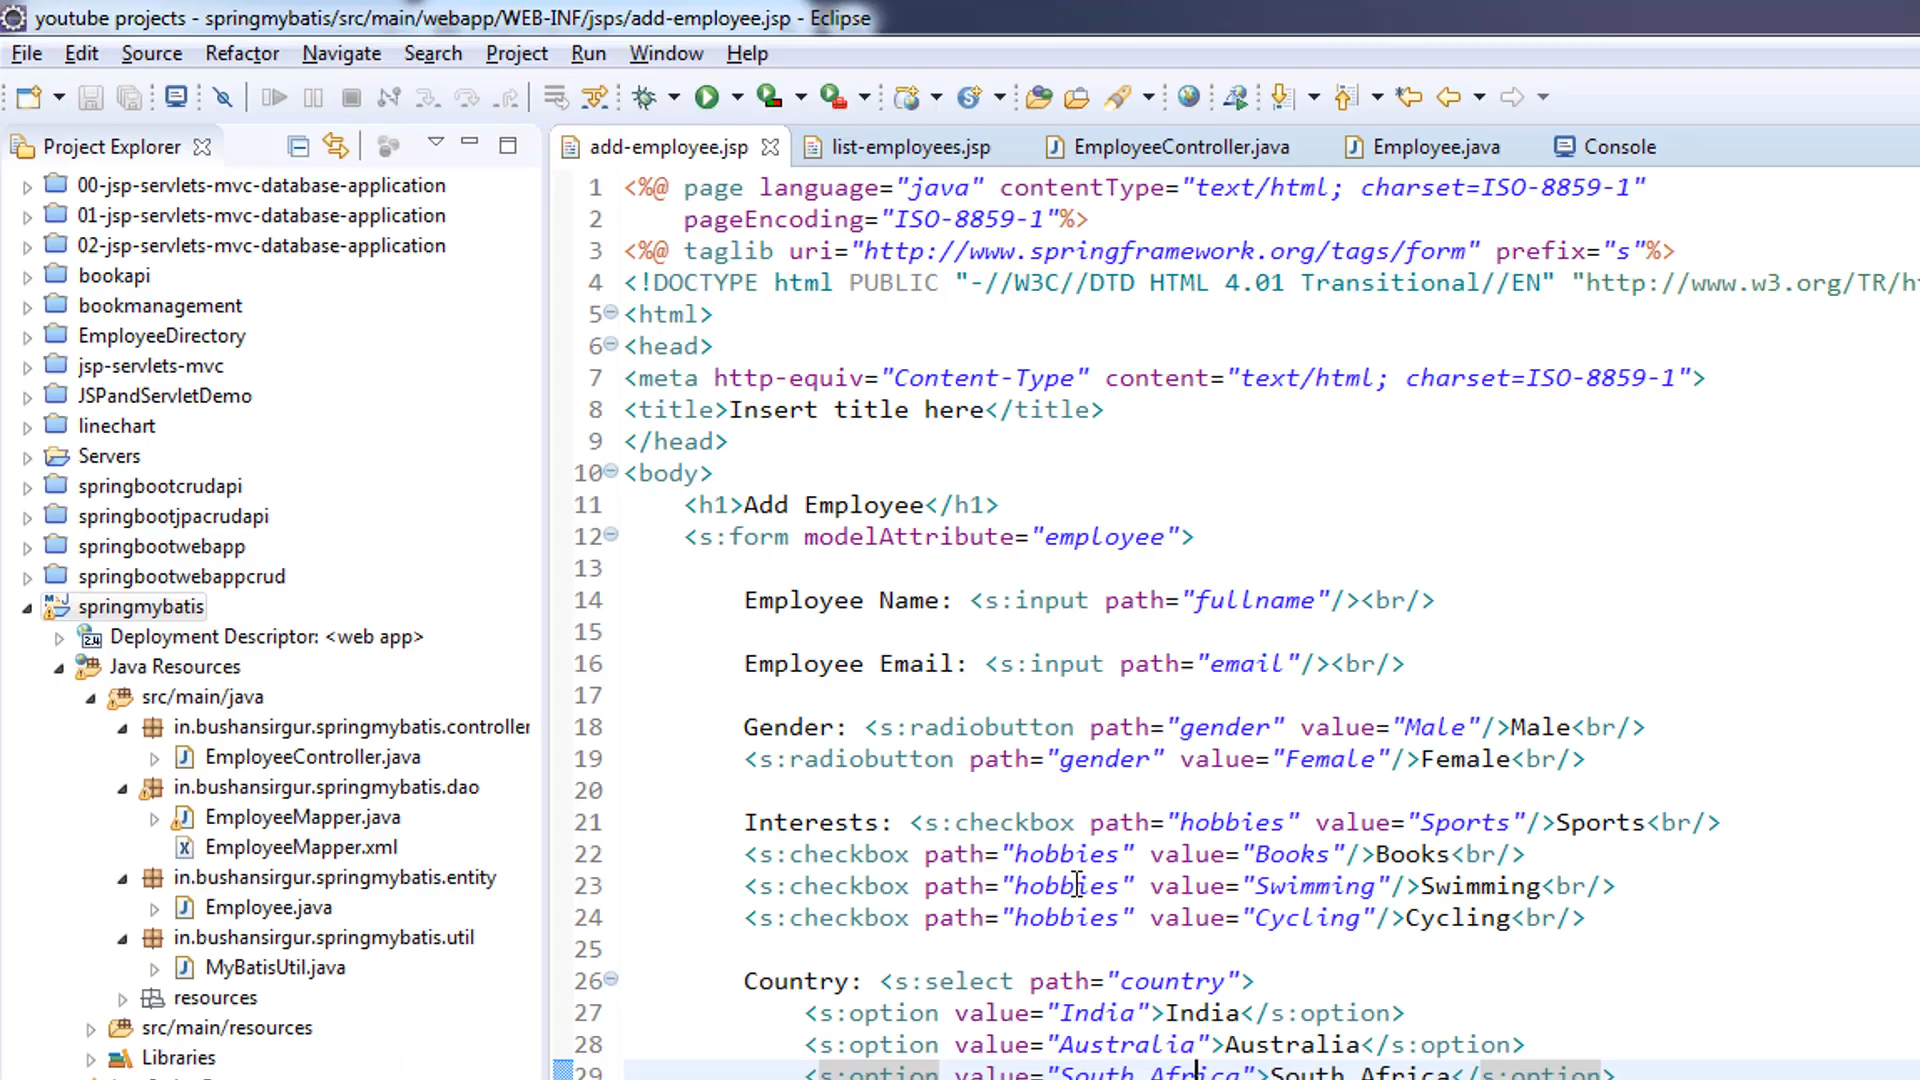 youtube projects - springmybatis/src/main/webapp/WEB-INF/jsps/add-employee.jsp - Eclipse
File Edit Source Refactor Navigate Search Project Run Window Help
Project Explorer
add-employee.jsp list-employees.jsp EmployeeController.java Employee.java Console
00-jsp-servlets-mvc-database-application
01-jsp-servlets-mvc-database-application
02-jsp-servlets-mvc-database-application
bookapi
bookmanagement
EmployeeDirectory
jsp-servlets-mvc
JSPandServletDemo
linechart
Servers
springbootcrudapi
springbootjpacrudapi
springbootwebapp
springbootwebappcrud
springmybatis
Deployment Descriptor: <web app>
Java Resources
src/main/java
in.bushansirgur.springmybatis.controller
EmployeeController.java
in.bushansirgur.springmybatis.dao
EmployeeMapper.java
EmployeeMapper.xml
in.bushansirgur.springmybatis.entity
Employee.java
in.bushansirgur.springmybatis.util
MyBatisUtil.java
resources
src/main/resources
Libraries
1 <%@ page language="java" contentType="text/html; charset=ISO-8859-1"
2 pageEncoding="ISO-8859-1"%>
3 <%@ taglib uri="http://www.springframework.org/tags/form" prefix="s"%>
4 <!DOCTYPE html PUBLIC "-//W3C//DTD HTML 4.01 Transitional//EN" "http://www.w3.org/TR/h
5 <html>
6 <head>
7 <meta http-equiv="Content-Type" content="text/html; charset=ISO-8859-1">
8 <title>Insert title here</title>
9 </head>
10 <body>
11 <h1>Add Employee</h1>
12 <s:form modelAttribute="employee">
13
14 Employee Name: <s:input path="fullname"/><br/>
15
16 Employee Email: <s:input path="email"/><br/>
17
18 Gender: <s:radiobutton path="gender" value="Male"/>Male<br/>
19 <s:radiobutton path="gender" value="Female"/>Female<br/>
20
21 Interests: <s:checkbox path="hobbies" value="Sports"/>Sports<br/>
22 <s:checkbox path="hobbies" value="Books"/>Books<br/>
23 <s:checkbox path="hobbies" value="Swimming"/>Swimming<br/>
24 <s:checkbox path="hobbies" value="Cycling"/>Cycling<br/>
25
26 Country: <s:select path="country">
27 <s:option value="India">India</s:option>
28 <s:option value="Australia">Australia</s:option>
29 <s:option value="South Africa">South Africa</s:option>